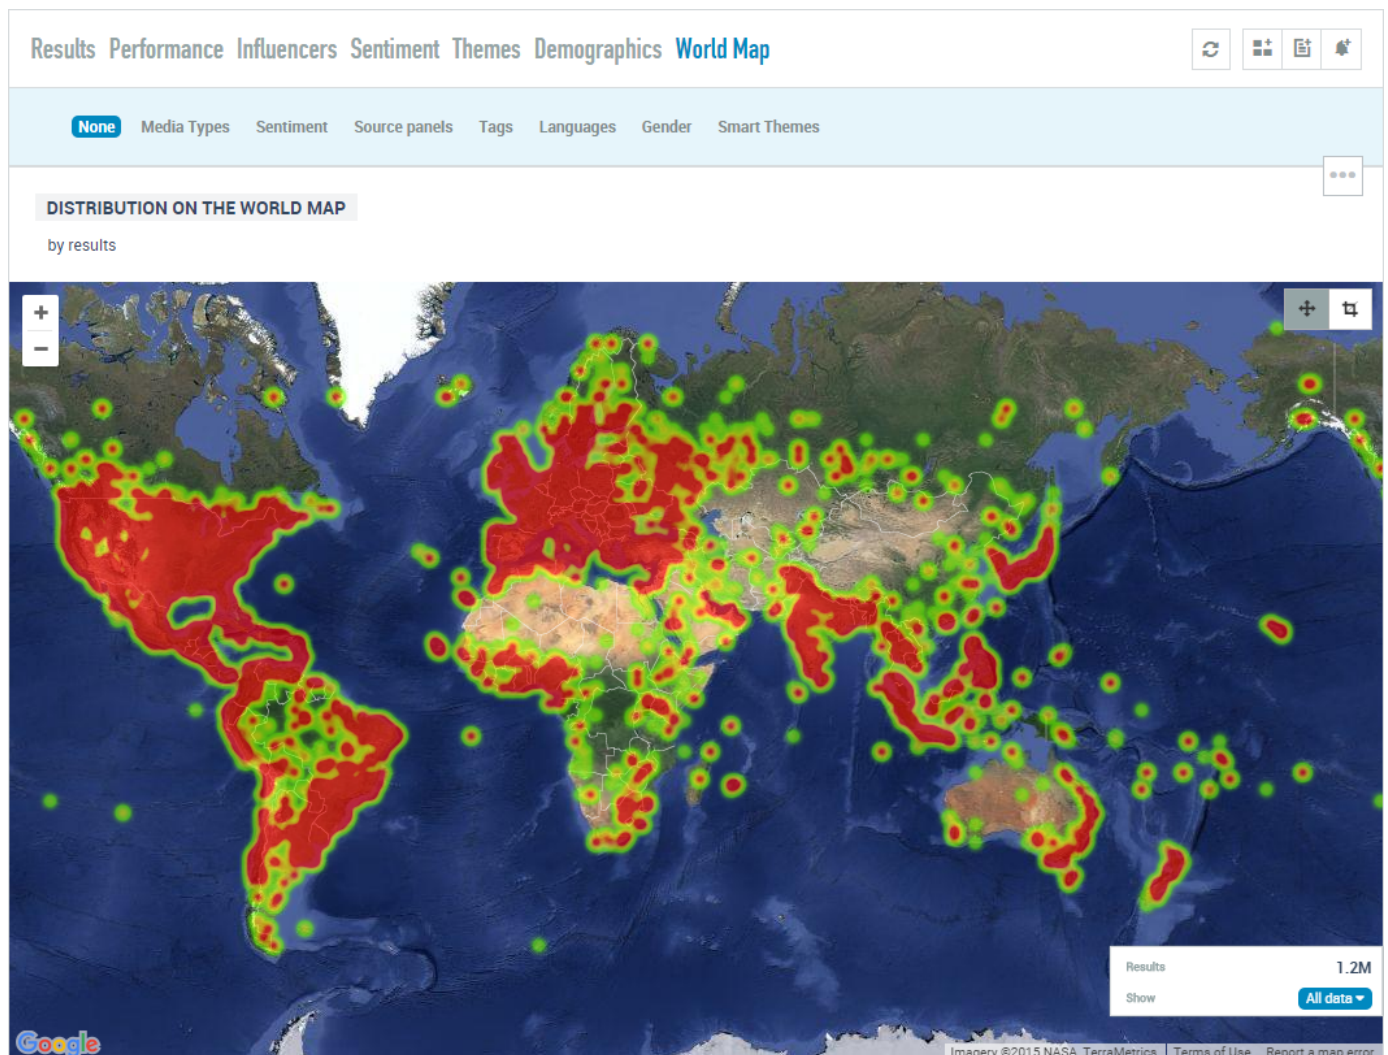 Results Performance Influencers Sentiment Themes Demographics World Map
None Media Types Sentiment Source panels Tags Languages Gender Smart Themes
DISTRIBUTION ON THE WORLD MAP
by results
Results 1.2M
Show All data
Google
Imagery ©2015 NASA, TerraMetrics Terms of Use Report a map error